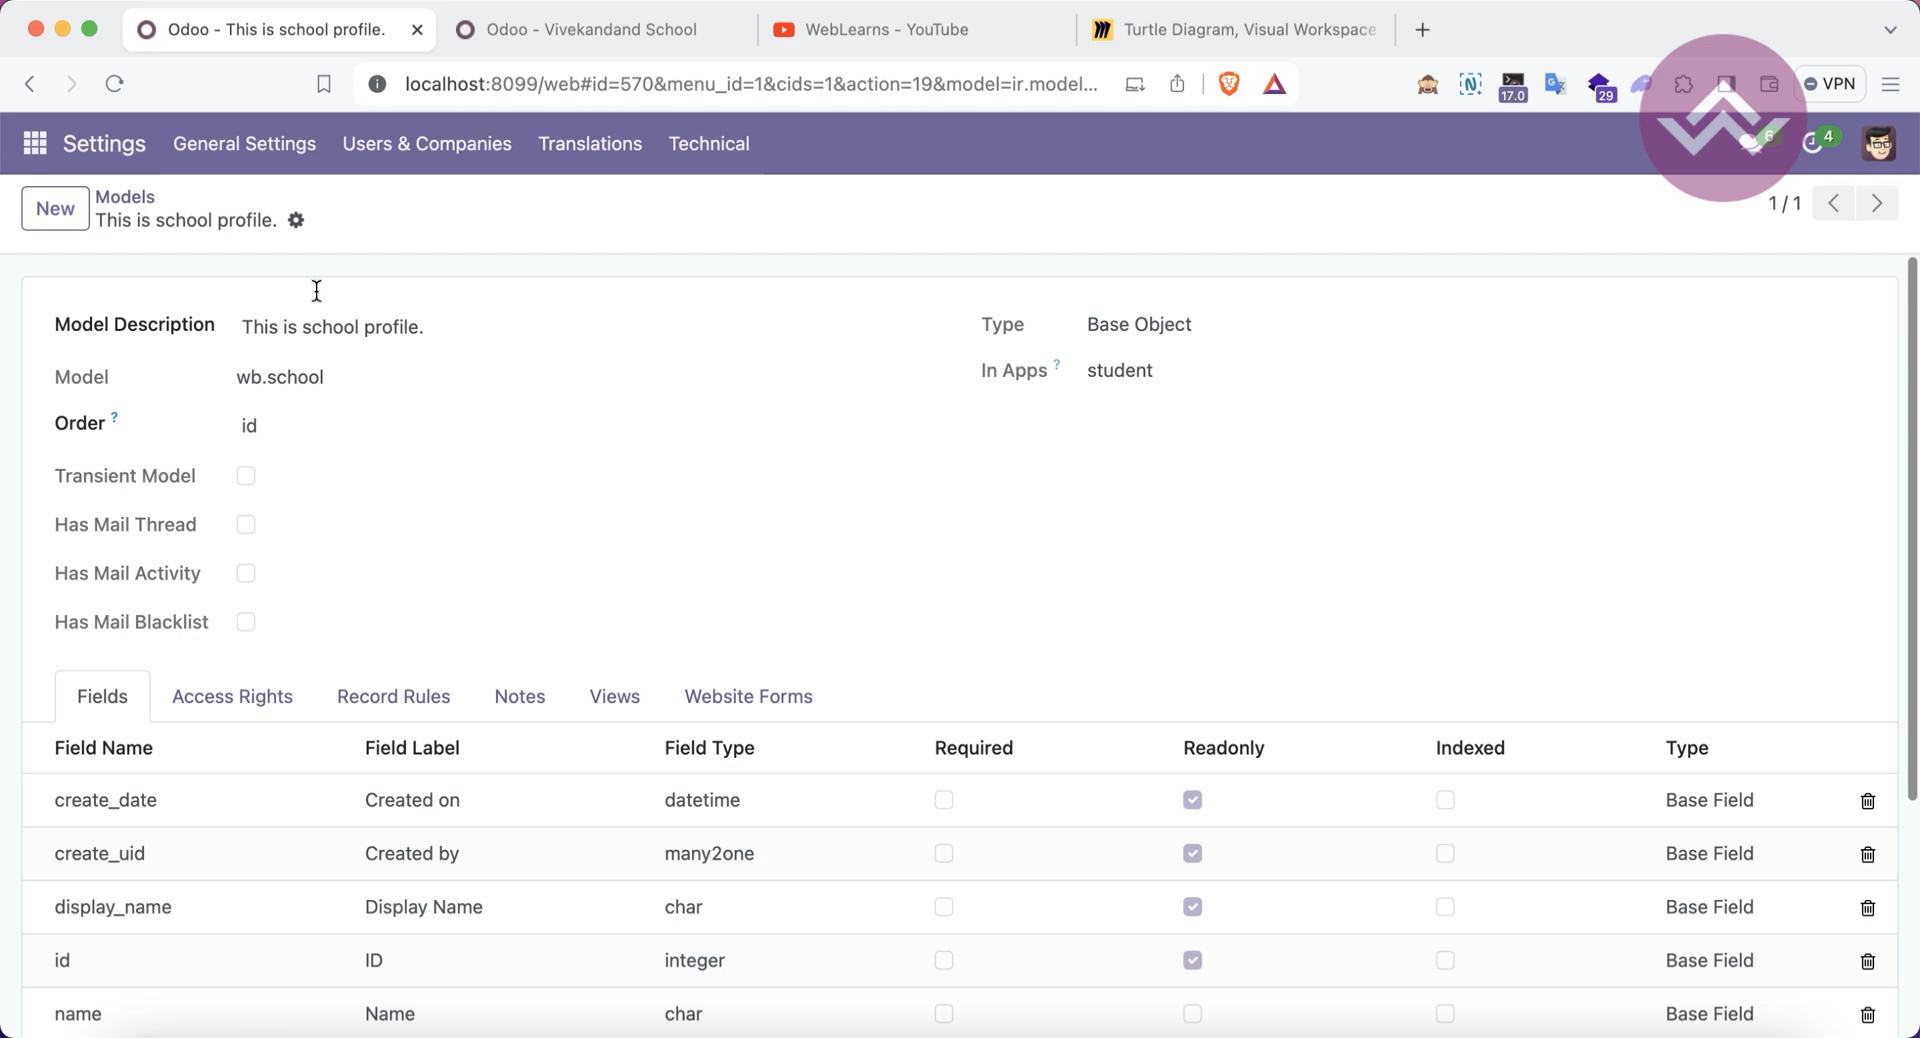 Odoo - This is school profile.
Odoo - Vivekandand School
WebLearns - YouTube
Turtle Diagram, Visual Workspace
localhost:8099/web#id=570&menu_id=1&cids=1&action=19&model=ir.model...
17.0
29
VPN
Settings General Settings Users & Companies Translations Technical
6
4
New
Models
This is school profile.
1 / 1
Model Description This is school profile.
Type Base Object
Model wb.school
In Apps ? student
Order ? id
Transient Model
Has Mail Thread
Has Mail Activity
Has Mail Blacklist
Fields Access Rights Record Rules Notes Views Website Forms
Field Name Field Label Field Type Required Readonly Indexed Type
create_date Created on datetime Base Field
create_uid Created by many2one Base Field
display_name Display Name char Base Field
id ID integer Base Field
name Name char Base Field